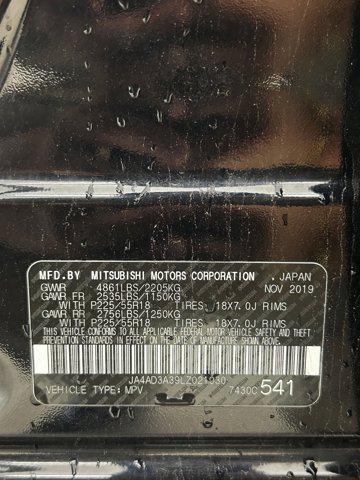 MFD.BY MITSUBISHI MOTORS CORPORATION , JAPAN
GWWR 4861LBS/2205KG NOV 2019
GAWR FR 2535LBS/1150KG
WITH P225/55R18 TIRES: 18X7.0J RIMS
GAWR RR 2756LBS/1250KG
WITH P225/55R18 TIRES: 18X7.0J RIMS
THIS VEHICLE CONFORMS TO ALL APPLICABLE
FEDERAL MOTOR VEHICLE SAFETY AND THEFT
PREVENTION STANDARDS IN EFFECT ON THE DATE
OF MANUFACTURE SHOWN ABOVE.
JA4AD3A39LZ021030
VEHICLE TYPE: MPV 7430C 541